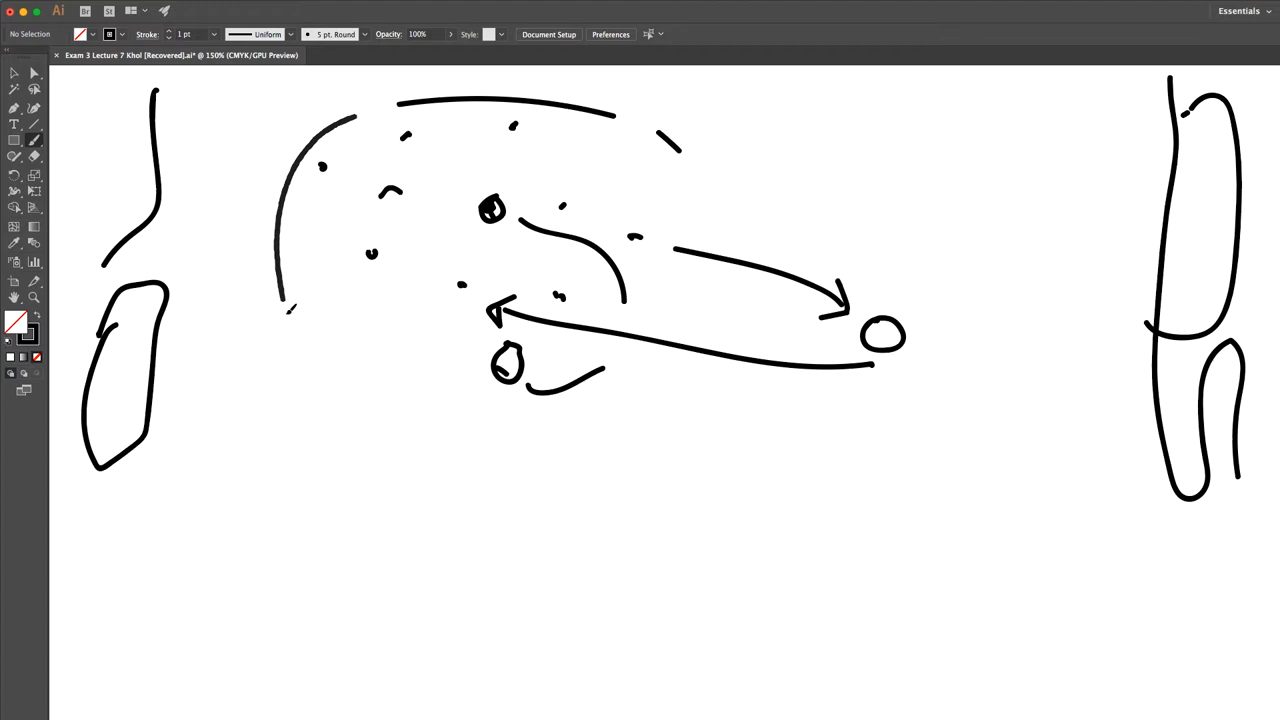 Ai Br St Essentials
No Selection Stroke: 1 pt Uniform 5 pt. Round Opacity: 100% Style: Document Setup Preferences
× Exam 3 Lecture 7 Khol [Recovered].ai* @ 150% (CMYK/GPU Preview)
T